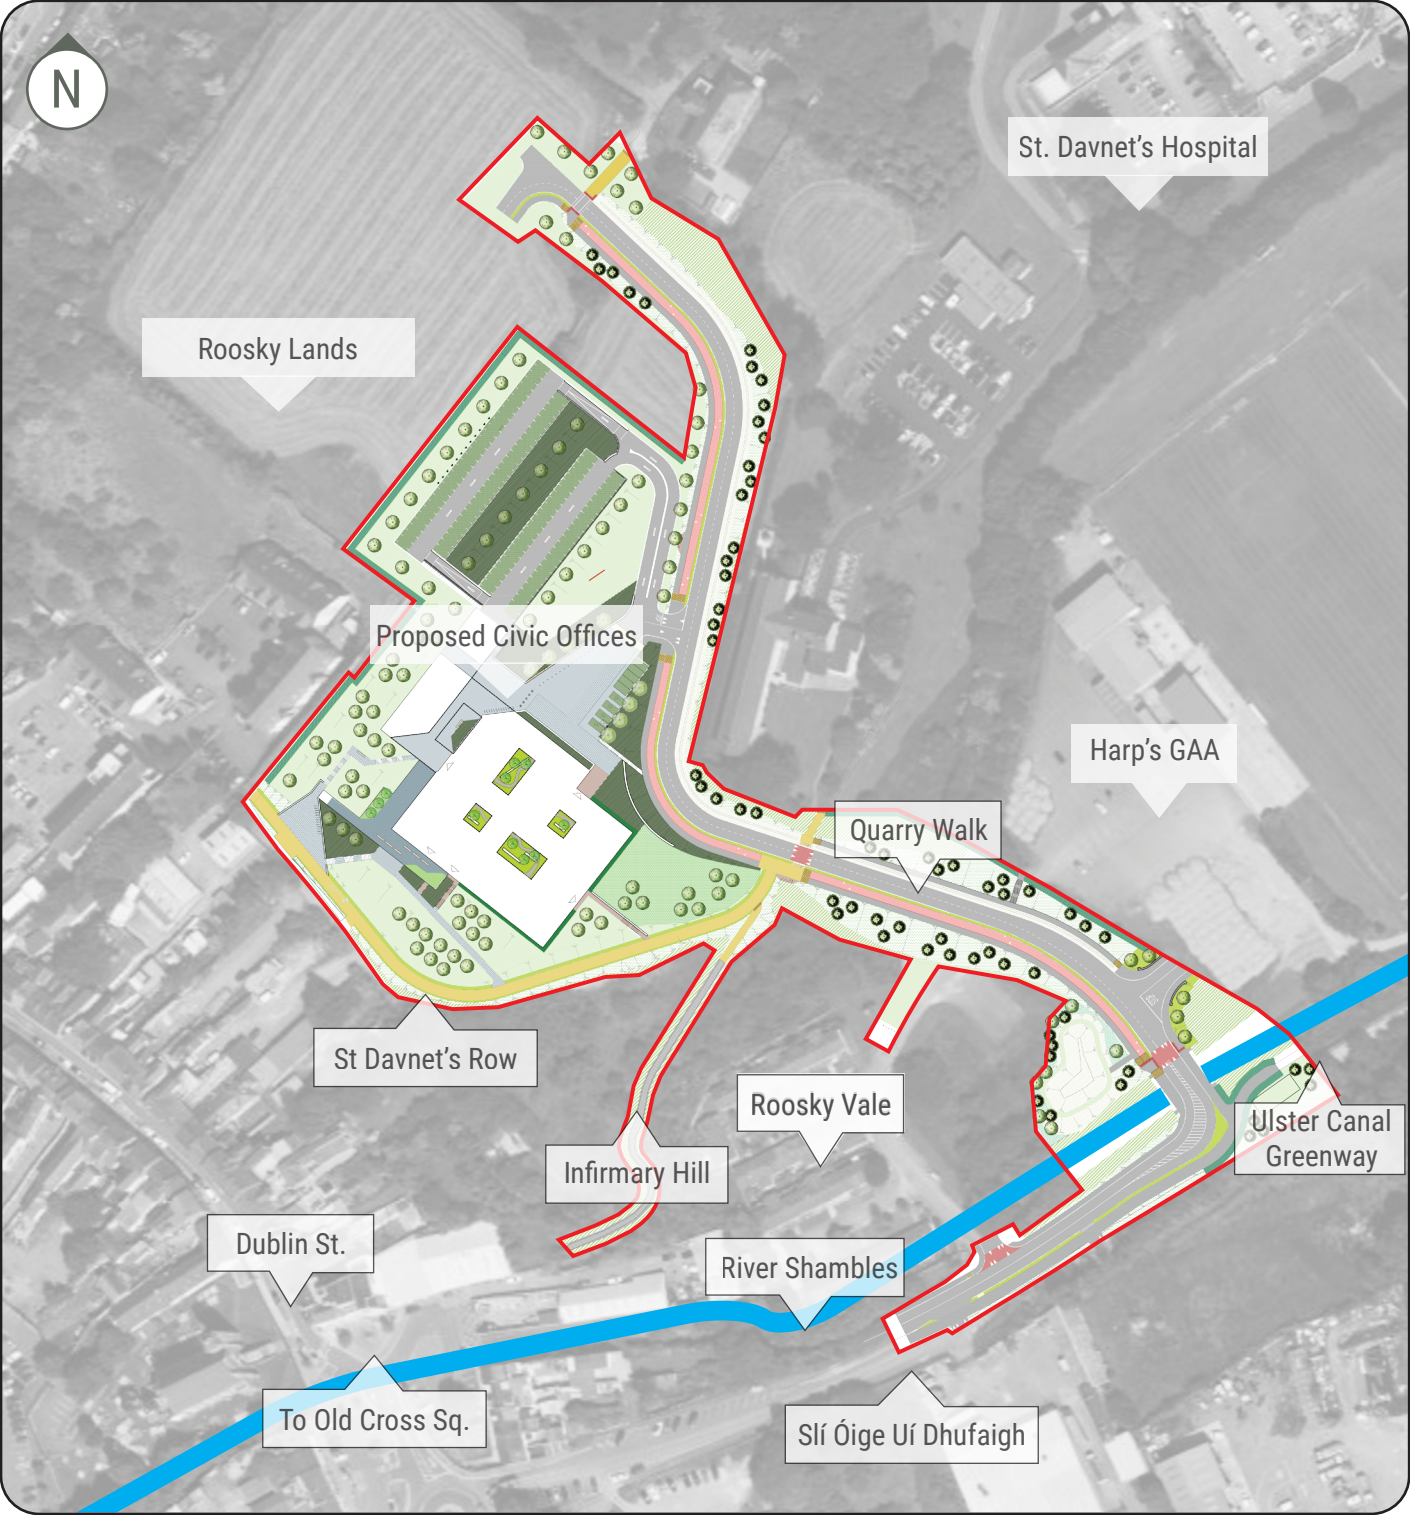 N
St. Davnet's Hospital
Roosky Lands
Proposed Civic Offices
Harp's GAA
Quarry Walk
St Davnet's Row
Roosky Vale
Ulster Canal
Greenway
Infirmary Hill
Dublin St.
River Shambles
To Old Cross Sq.
Slí Óige Uí Dhufaigh